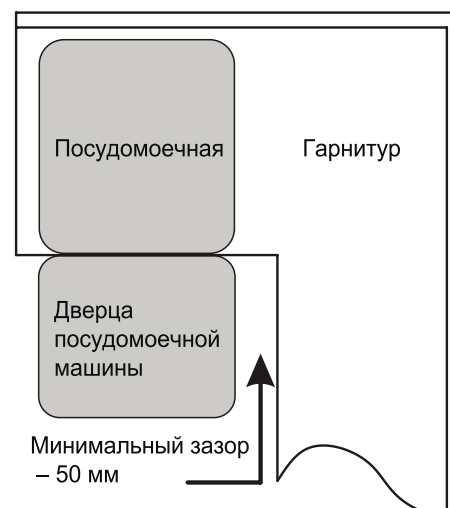 Посудомоечная
Гарнитур
Дверца
посудомоечной
машины
Минимальный зазор
– 50 мм